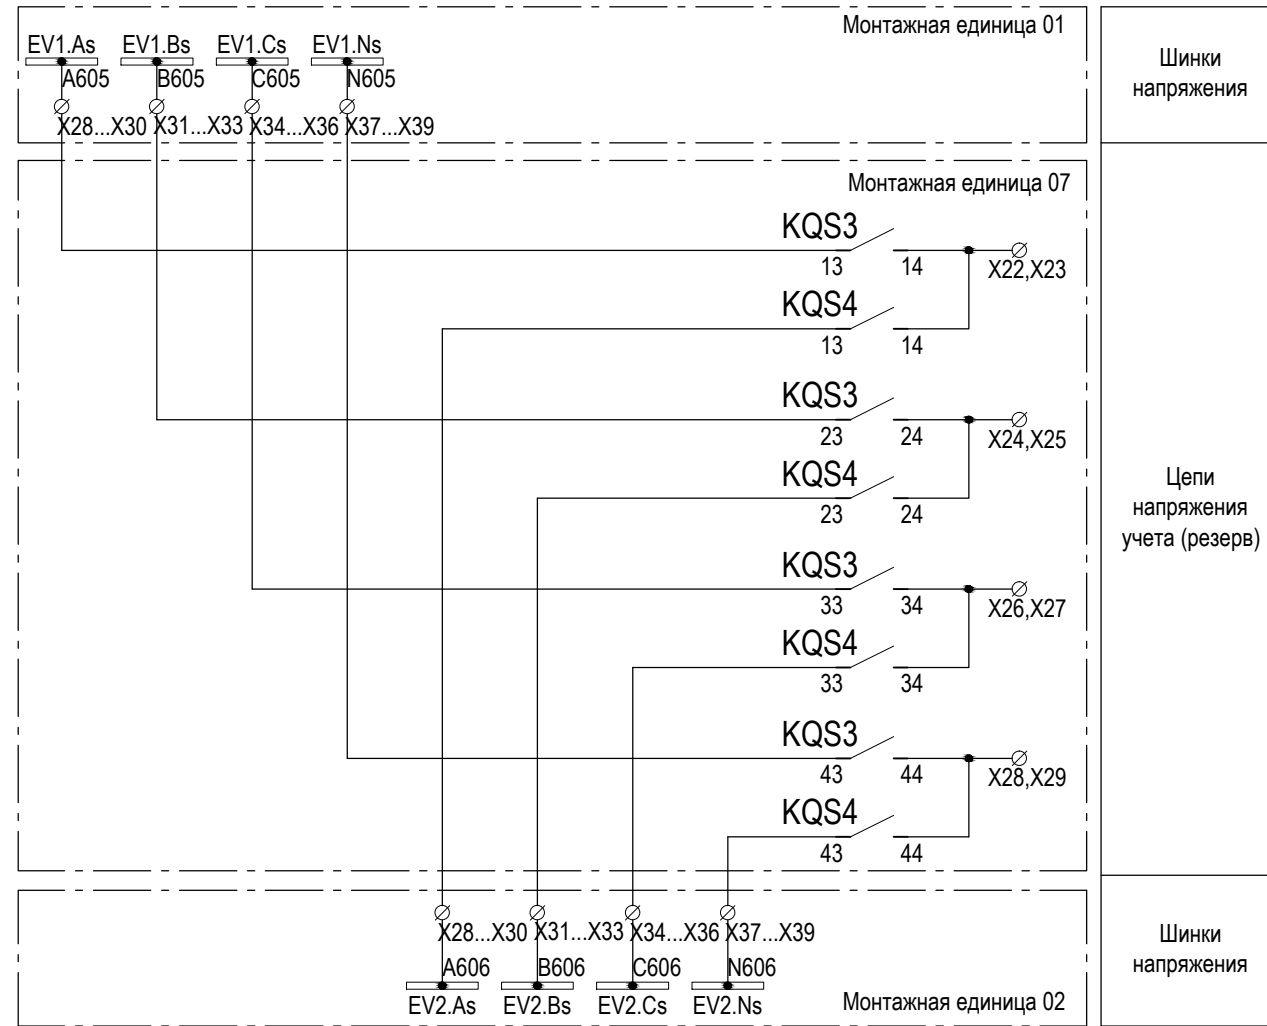 Монтажная единица 01
EV1.As EV1.Bs EV1.Cs EV1.Ns
A605 B605 C605 N605
X28...X30 X31...X33 X34...X36 X37...X39
Шинки
напряжения
Монтажная единица 07
KQS3
13 14 X22,X23
KQS4
13 14
KQS3
23 24 X24,X25
KQS4
23 24
KQS3
33 34 X26,X27
KQS4
33 34
KQS3
43 44 X28,X29
KQS4
43 44
Цепи
напряжения
учета (резерв)
X28...X30 X31...X33 X34...X36 X37...X39
A606 B606 C606 N606
EV2.As EV2.Bs EV2.Cs EV2.Ns
Монтажная единица 02
Шинки
напряжения